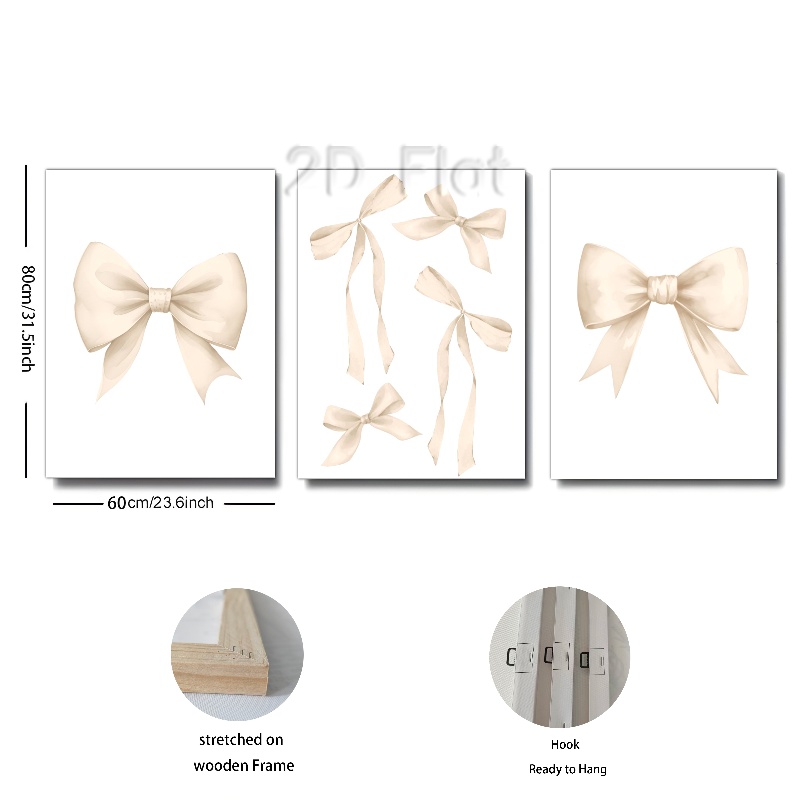 2D Flat
80cm/31.5inch
60cm/23.6inch
stretched on
wooden Frame
Hook
Ready to Hang